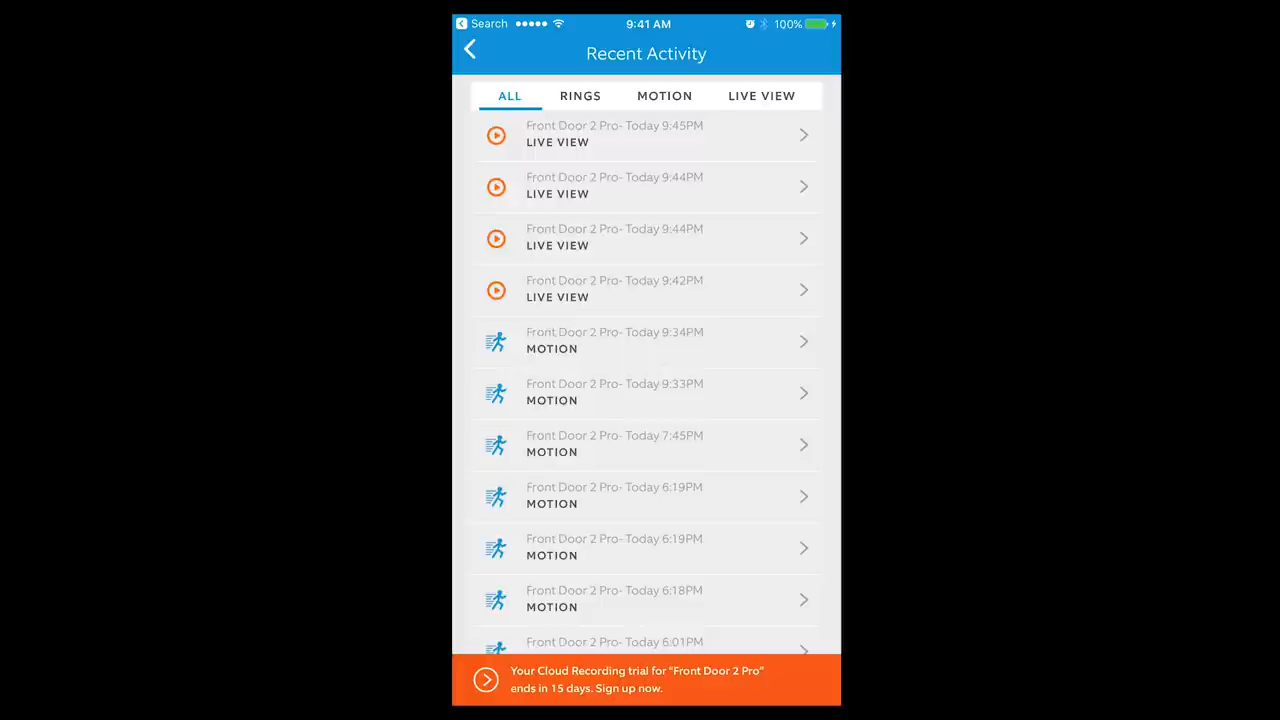 Search 9:41 AM 100%
Recent Activity
ALL RINGS MOTION LIVE VIEW
Front Door 2 Pro- Today 9:45PM
LIVE VIEW
Front Door 2 Pro- Today 9:44PM
LIVE VIEW
Front Door 2 Pro- Today 9:44PM
LIVE VIEW
Front Door 2 Pro- Today 9:42PM
LIVE VIEW
Front Door 2 Pro- Today 9:34PM
MOTION
Front Door 2 Pro- Today 9:33PM
MOTION
Front Door 2 Pro- Today 7:45PM
MOTION
Front Door 2 Pro- Today 6:19PM
MOTION
Front Door 2 Pro- Today 6:19PM
MOTION
Front Door 2 Pro- Today 6:18PM
MOTION
Front Door 2 Pro- Today 6:01PM
Your Cloud Recording trial for "Front Door 2 Pro"
ends in 15 days. Sign up now.